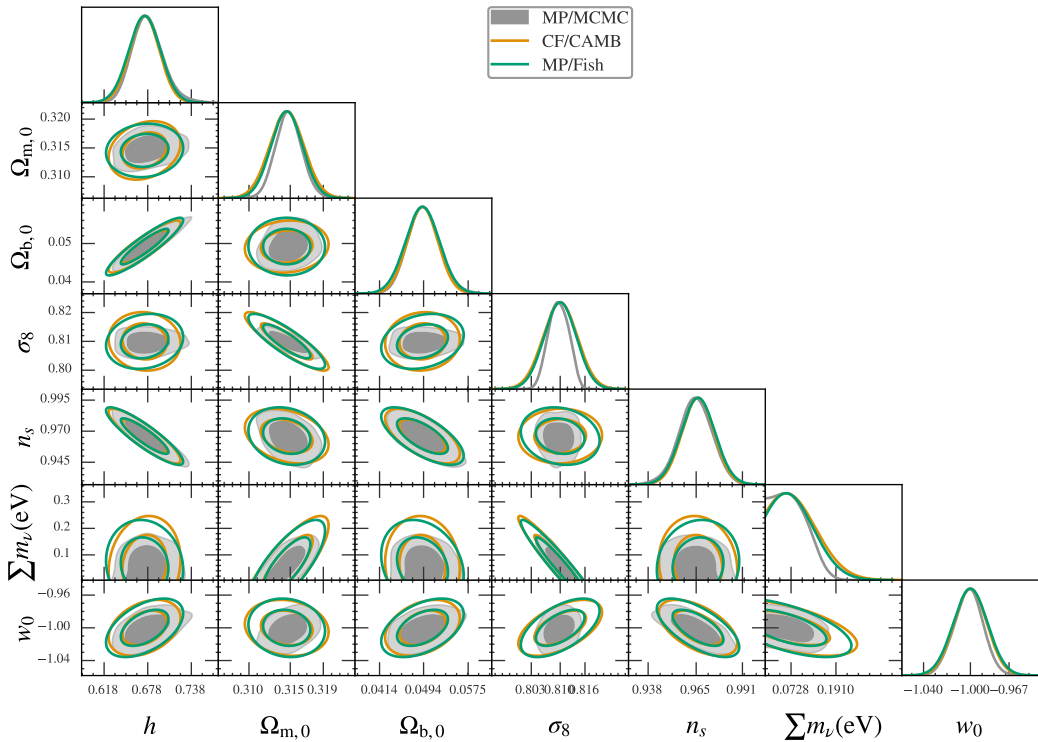 MP/MCMC
CF/CAMB
MP/Fish
Ωm,0
0.320
0.315
0.310
Ωb,0
0.05
0.04
σ8
0.82
0.81
0.80
ns
0.995
0.970
0.945
∑mν(eV)
0.3
0.2
0.1
w0
−0.96
−1.00
−1.04
0.618 0.678 0.738 0.310 0.315 0.319 0.0414 0.0494 0.0575 0.803 0.810 0.816 0.938 0.965 0.991 0.0728 0.1910 -1.040 -1.000 -0.967
h Ωm,0 Ωb,0 σ8 ns ∑mν(eV) w0